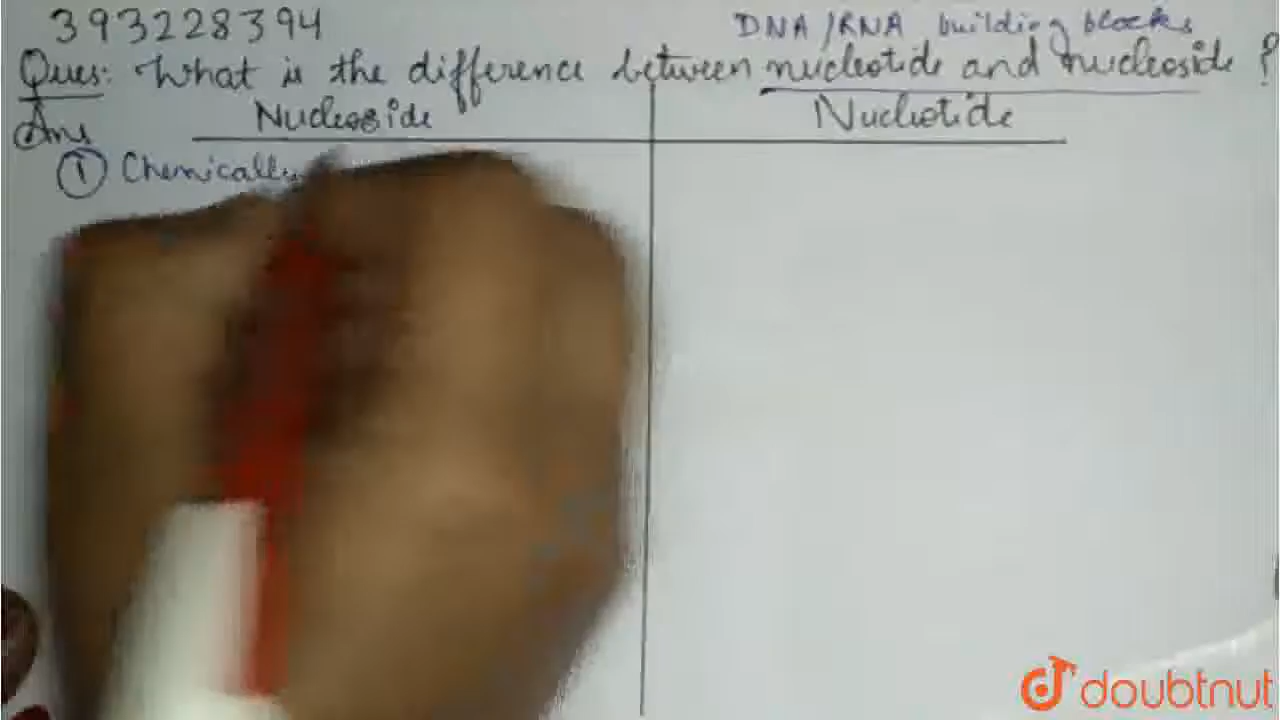 393228394
DNA/RNA building blocks
Ques: What is the difference between nucleotide and nucleoside ?
Ans
Nucleoside
Nucleotide
① Chemically
doubtnut